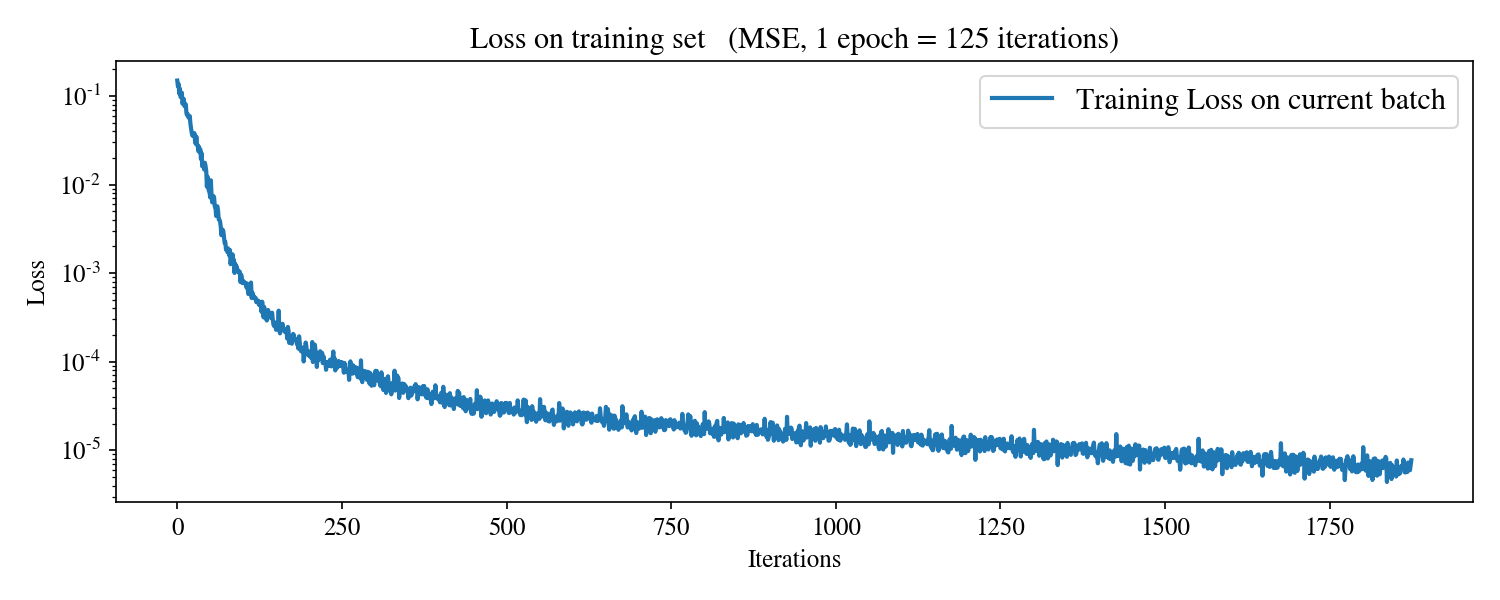 Loss on training set   (MSE, 1 epoch = 125 iterations)
Training Loss on current batch
Loss
10⁻¹
10⁻²
10⁻³
10⁻⁴
10⁻⁵
0 250 500 750 1000 1250 1500 1750
Iterations